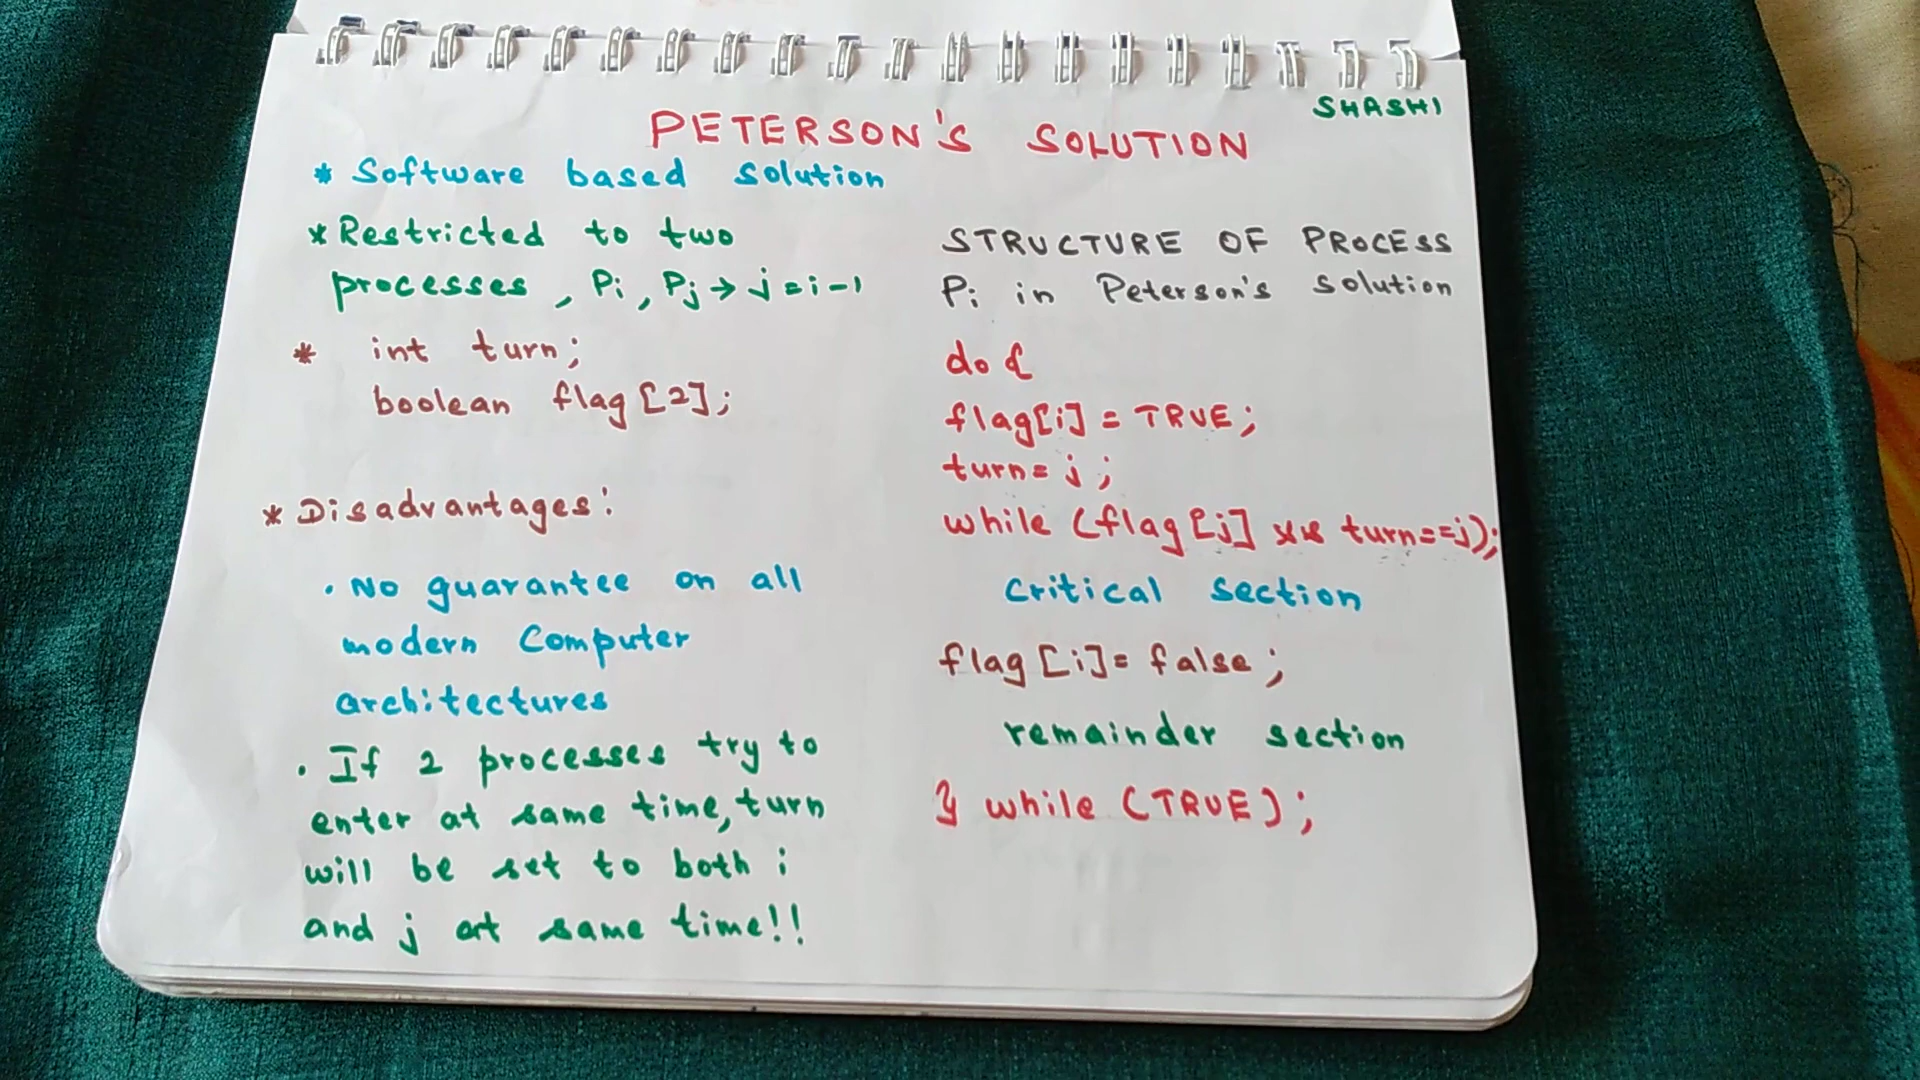 SHASHI
PETERSON'S SOLUTION
* Software based solution
* Restricted to two
processes, Pi, Pj → j=i-1
* int turn;
boolean flag[2];
* Disadvantages:
. No guarantee on all
modern Computer
architectures
. If 2 processes try to
enter at same time, turn
will be set to both i
and j at same time!!
STRUCTURE OF PROCESS
Pi in Peterson's solution
do {
flag[i] = TRUE;
turn = j;
while (flag[j] && turn==j);
Critical section
flag[i] = false;
remainder section
} while (TRUE);